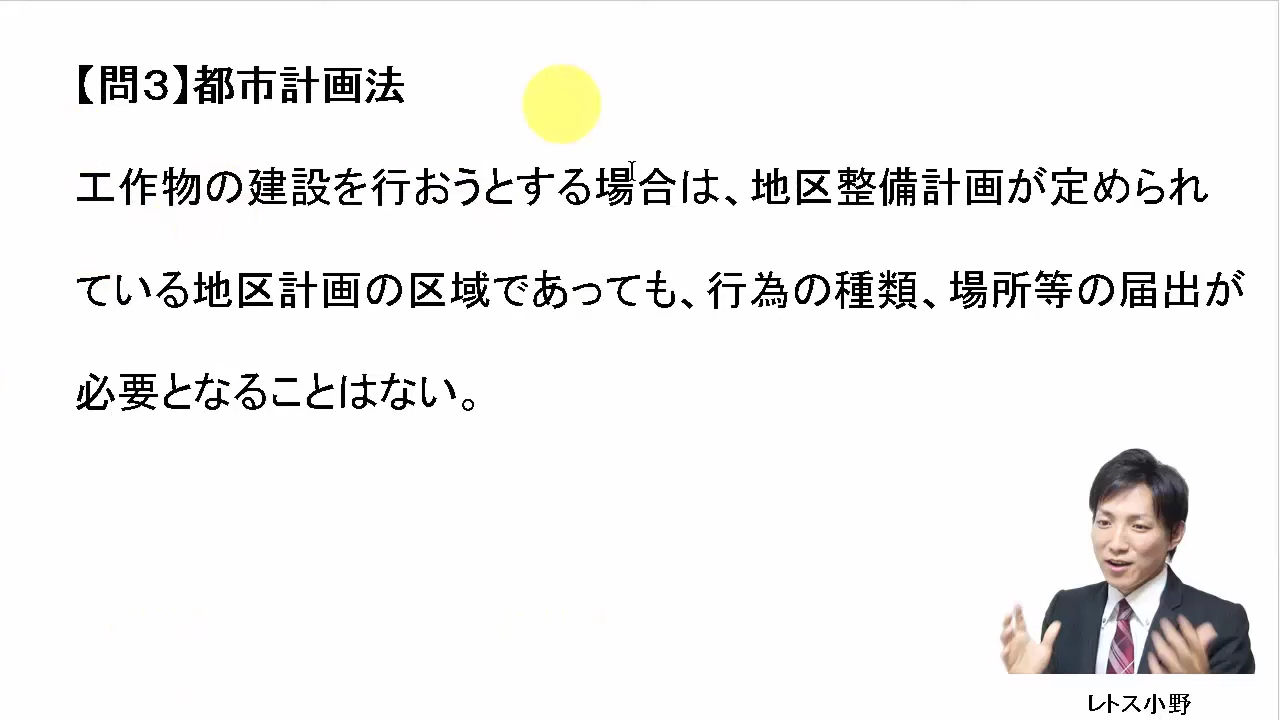 【問３】都市計画法
工作物の建設を行おうとする場合は、地区整備計画が定められ
ている地区計画の区域であっても、行為の種類、場所等の届出が
必要となることはない。
レトス小野